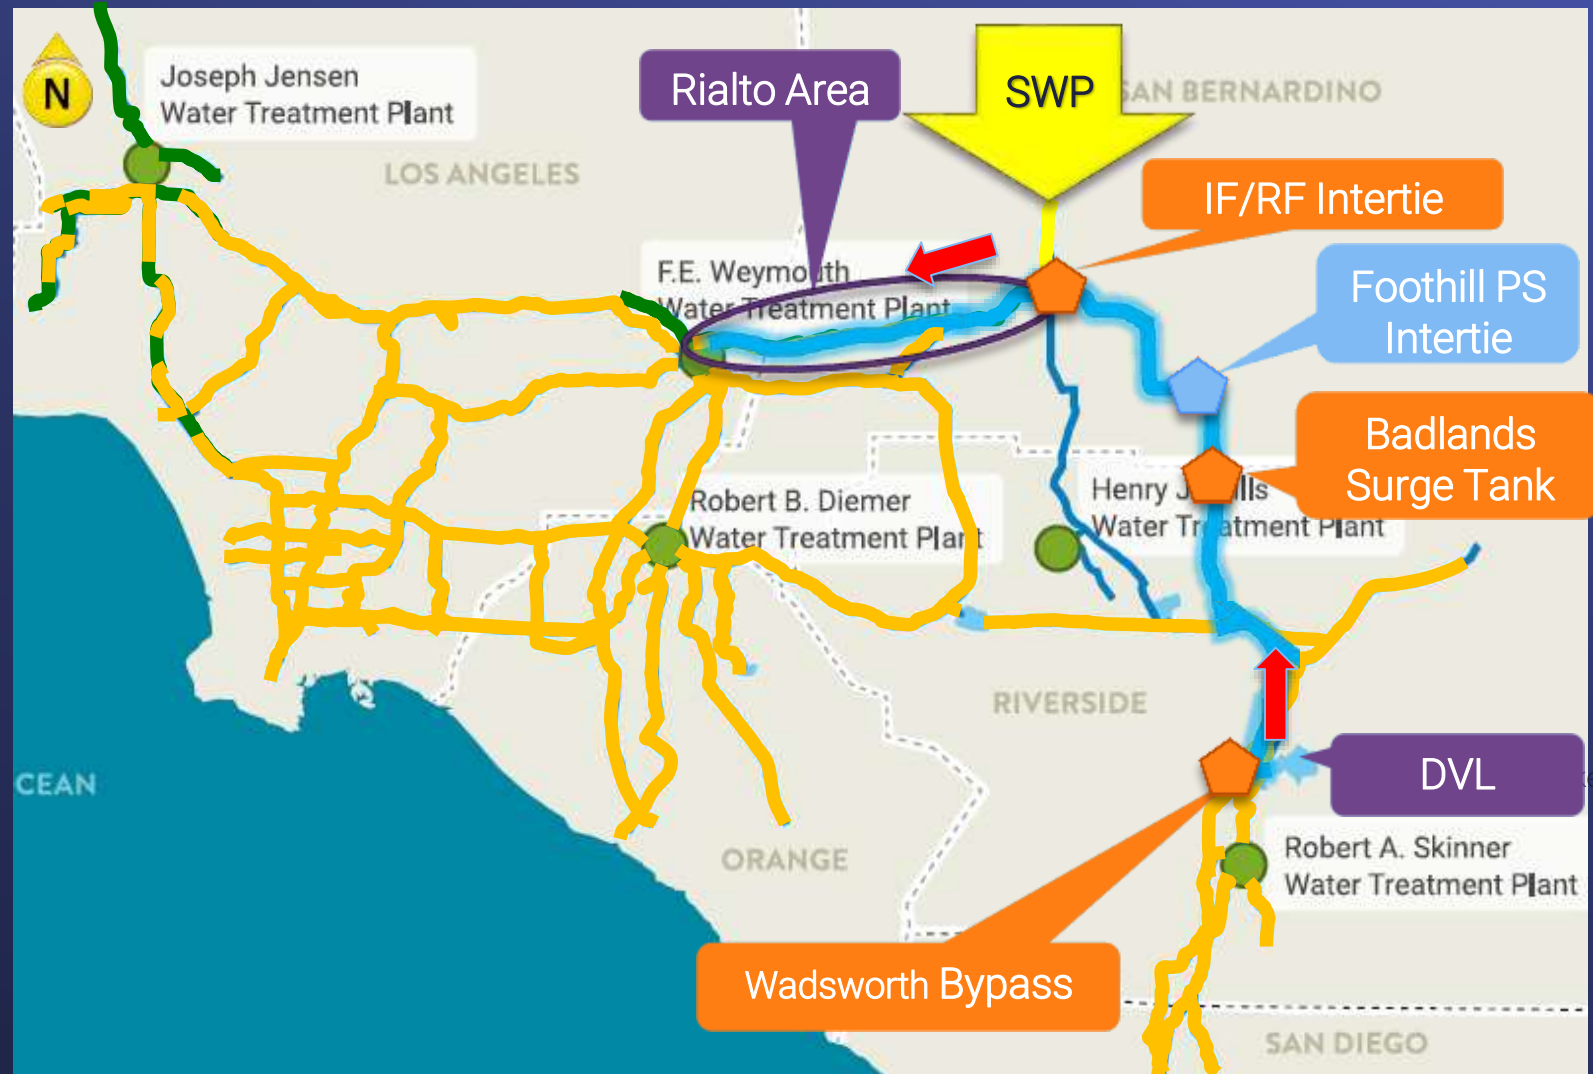 N
Joseph Jensen
Water Treatment Plant
Rialto Area
SWP
SAN BERNARDINO
LOS ANGELES
IF/RF Intertie
F.E. Weymouth
Water Treatment Plant
Foothill PS
Intertie
Badlands
Surge Tank
Robert B. Diemer
Water Treatment Plant
Henry J. ills
Water Treatment Plant
RIVERSIDE
CEAN
DVL
ORANGE
Robert A. Skinner
Water Treatment Plant
Wadsworth Bypass
SAN DIEGO